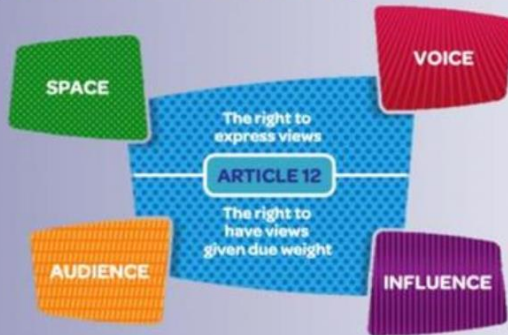 SPACE
VOICE
The right to
express views
ARTICLE 12
The right to
have views
given due weight
AUDIENCE
INFLUENCE